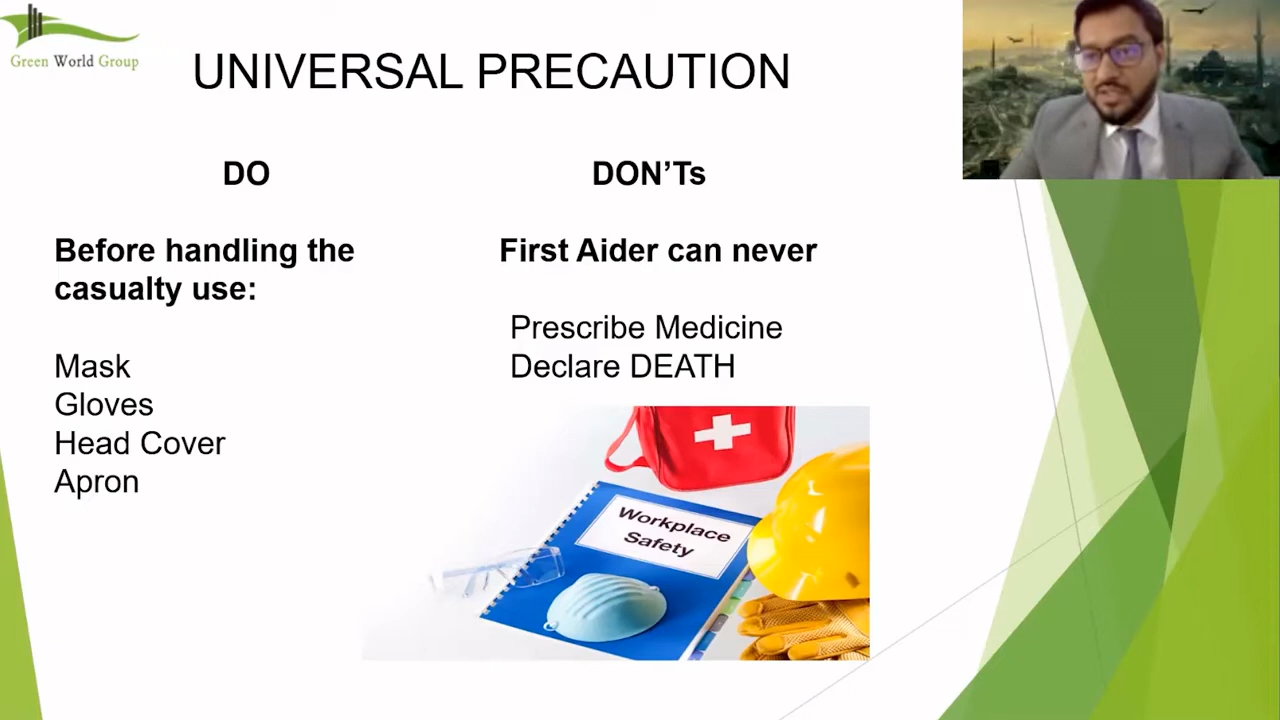 Green World Group
UNIVERSAL PRECAUTION
DO
Before handling the
casualty use:
Mask
Gloves
Head Cover
Apron
DON’Ts
First Aider can never
Prescribe Medicine
Declare DEATH
Workplace
Safety